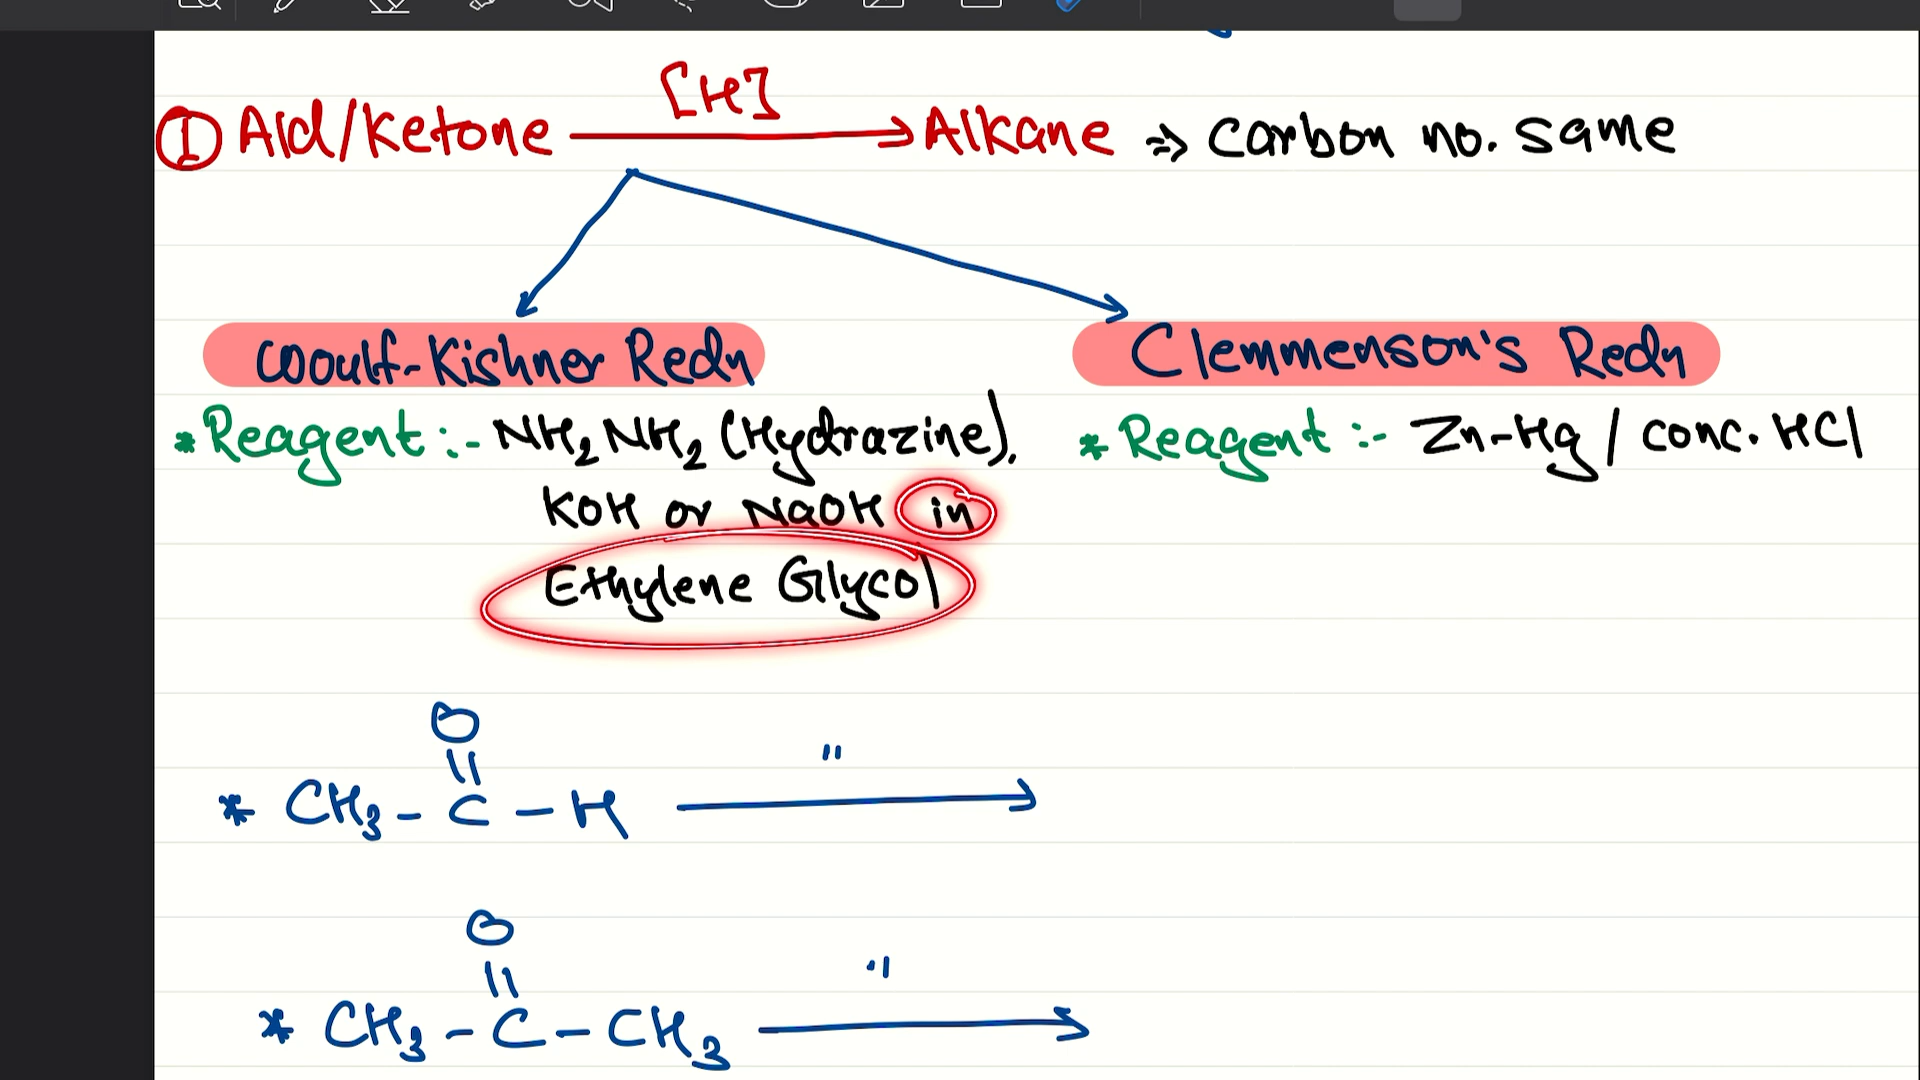 ① Ald/Ketone [H] → Alkane ⇒ Carbon no. same
Woulf-Kishner Redn
Clemmenson's Redn
* Reagent :- NH₂NH₂ (Hydrazine),
KOH or NaOH in
Ethylene Glycol
* Reagent :- Zn-Hg / conc. HCl
O
||
* CH₃ - C - H " →
O
||
* CH₃ - C - CH₃ " →